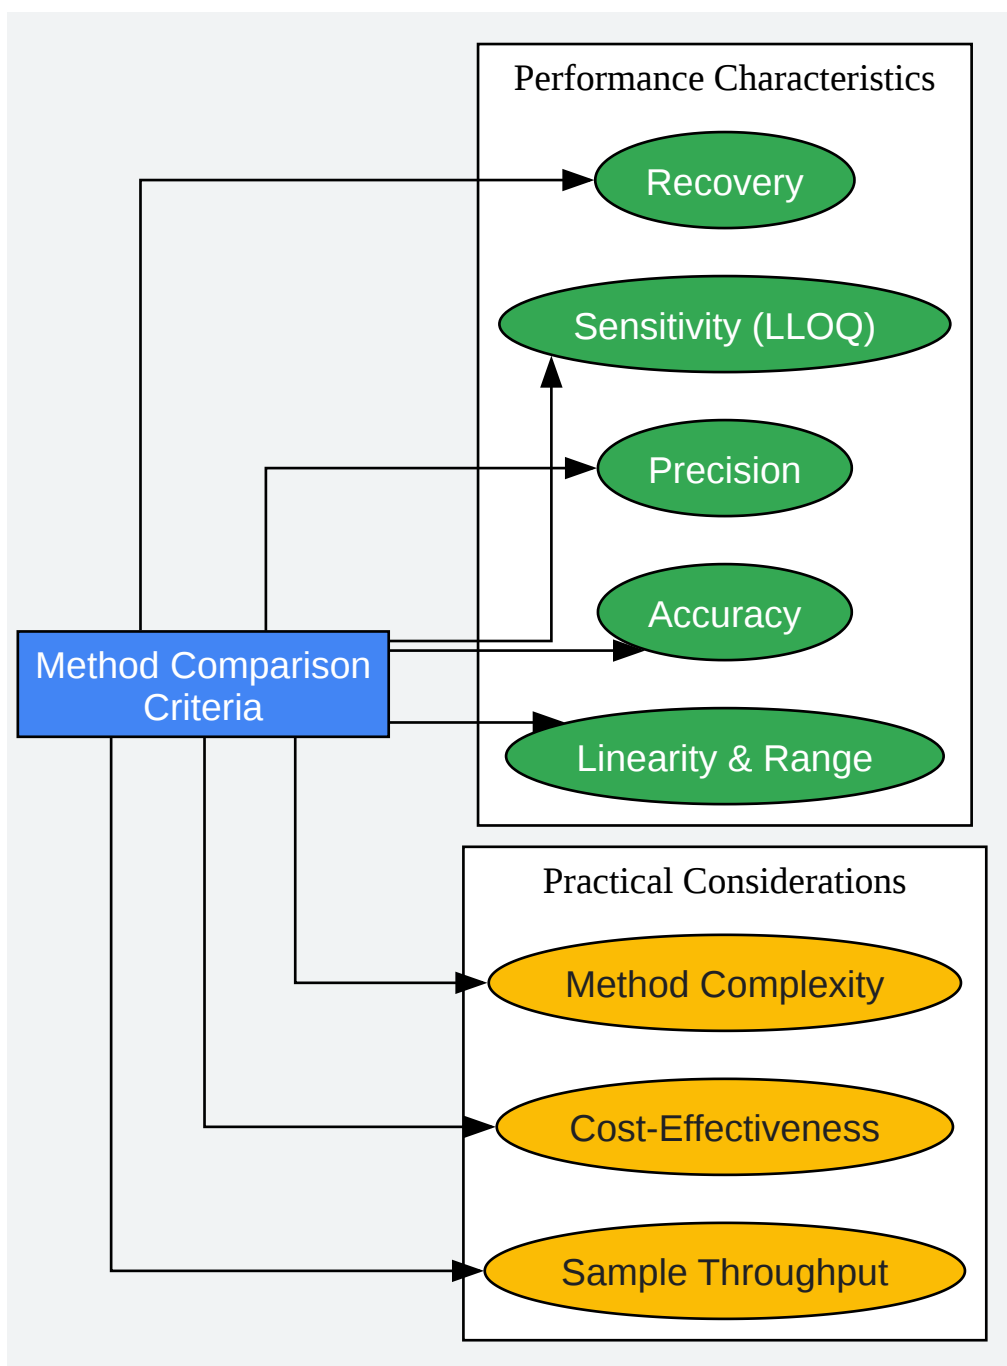 Performance Characteristics
Recovery
Sensitivity (LLOQ)
Precision
Accuracy
Method Comparison
Criteria
Linearity & Range
Practical Considerations
Method Complexity
Cost-Effectiveness
Sample Throughput